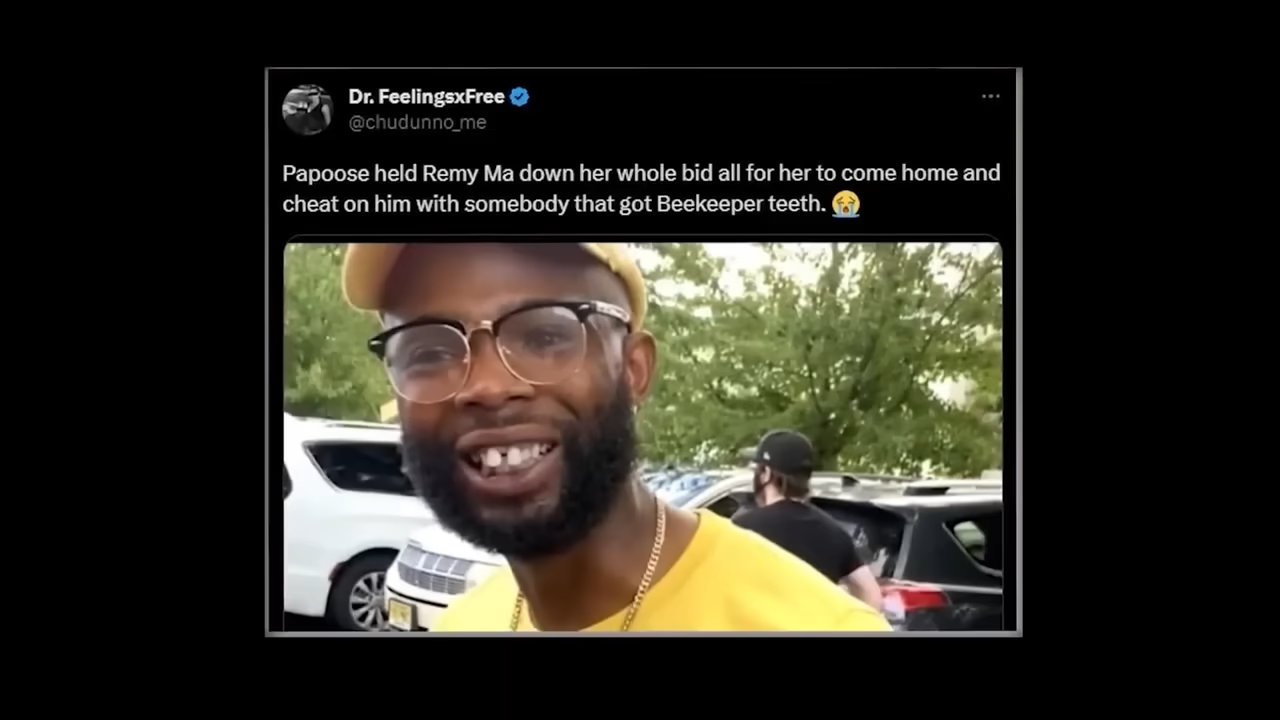 Dr. FeelingsxFree
@chudunno_me
Papoose held Remy Ma down her whole bid all for her to come home and
cheat on him with somebody that got Beekeeper teeth. 😭